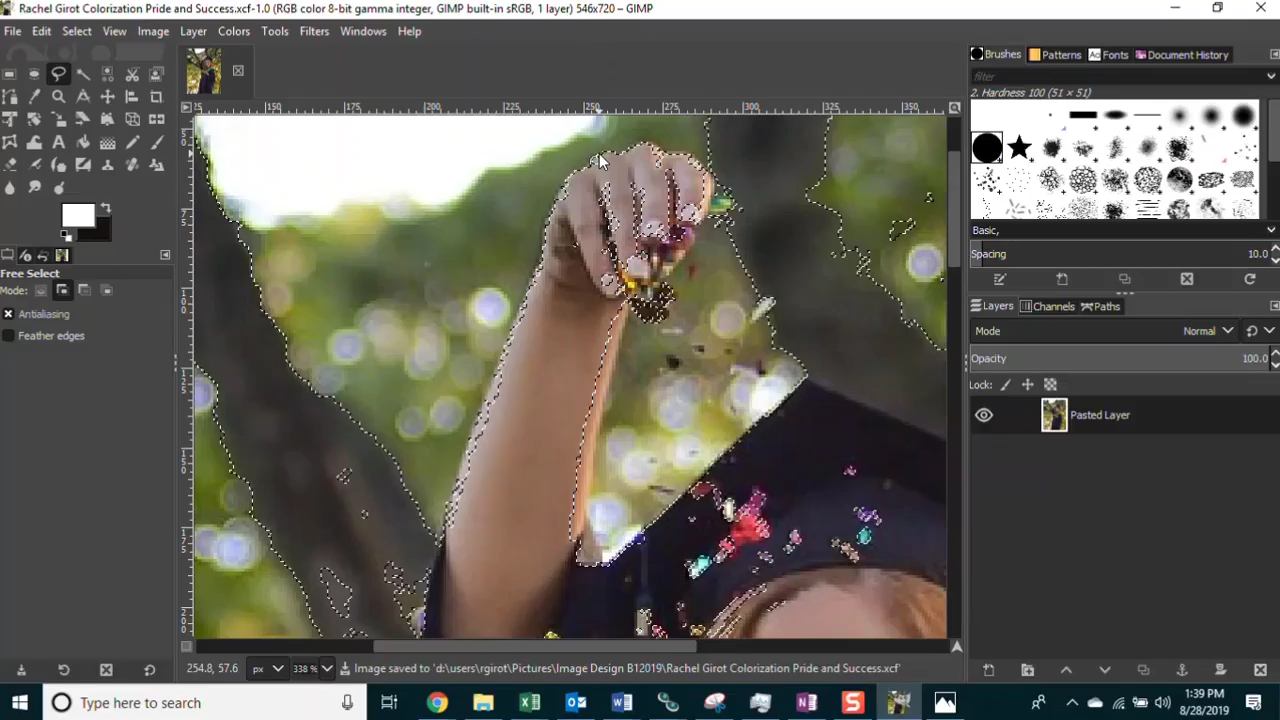 Rachel Girot Colorization Pride and Success.xcf-1.0 (RGB color 8-bit gamma integer, GIMP built-in sRGB, 1 layer) 546x720 – GIMP
File Edit Select View Image Layer Colors Tools Filters Windows Help
Brushes Patterns Fonts Document History
filter
2. Hardness 100 (51 × 51)
150 175 200 225 250 275 300 325 350
Basic,
Spacing 10.0
Free Select
Mode:
Antialiasing
Feather edges
Layers Channels Paths
Mode Normal
Opacity 100.0
Lock:
Pasted Layer
254.8, 57.6 px 338 % Image saved to 'd:\users\rgirot\Pictures\Image Design B12019\Rachel Girot Colorization Pride and Success.xcf'
Type here to search
1:39 PM
8/28/2019